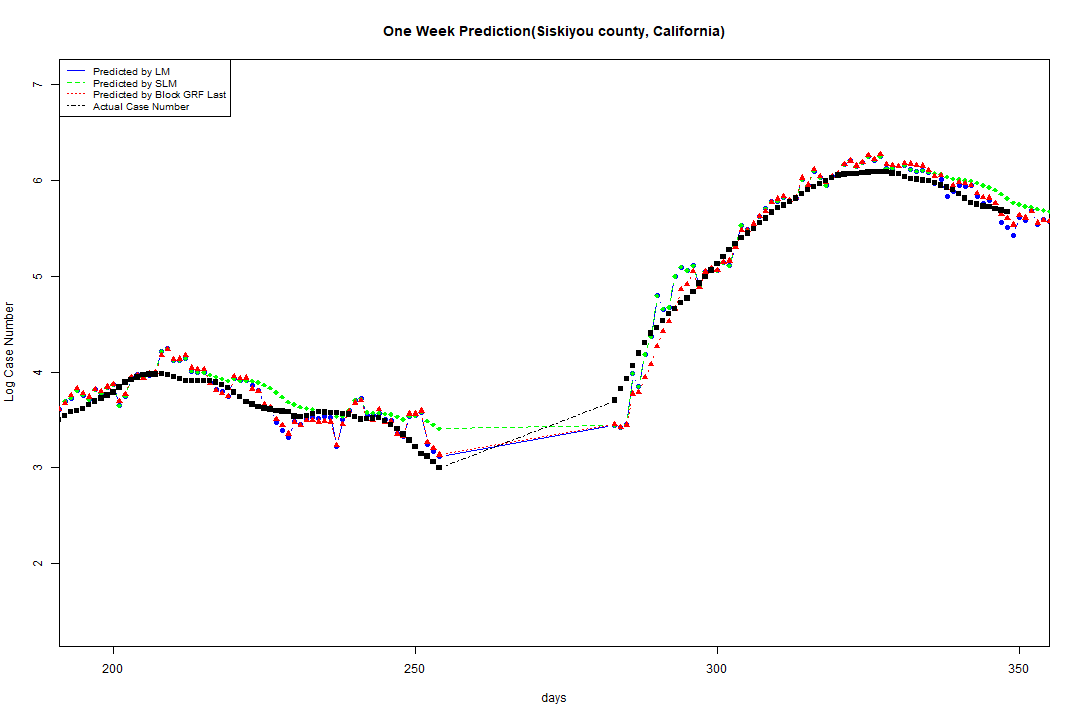 One Week Prediction(Siskiyou county, California)
Predicted by LM
Predicted by SLM
Predicted by Block GRF Last
Actual Case Number
7
6
5
4
3
2
Log Case Number
200
250
300
350
days